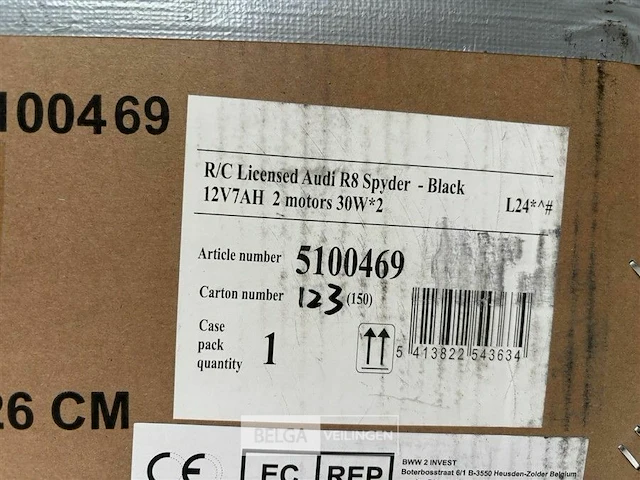 100469
R/C Licensed Audi R8 Spyder - Black
12V7AH 2 motors 30W*2
L24*^#
Article number 5100469
Carton number 123 (150)
Case
pack
quantity
1
5 413822 543634
26 CM
BELGA VEILINGEN
CE
EC REP
BWW 2 INVEST
Boterbosstraat 6/1 B-3550 Heusden-Zolder Belgium